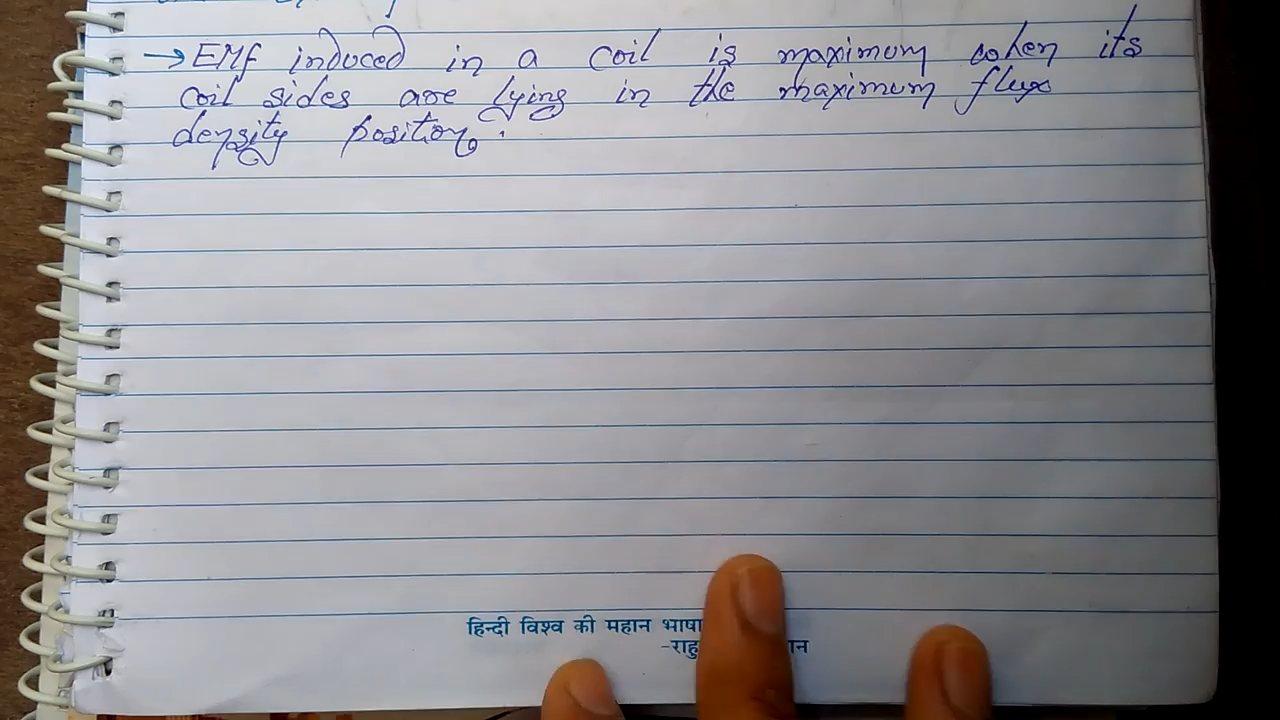 → EMf induced in a coil is maximum when its
coil sides are lying in the maximum flux
density position.
हिन्दी विश्व की महान भाषा
-राहु